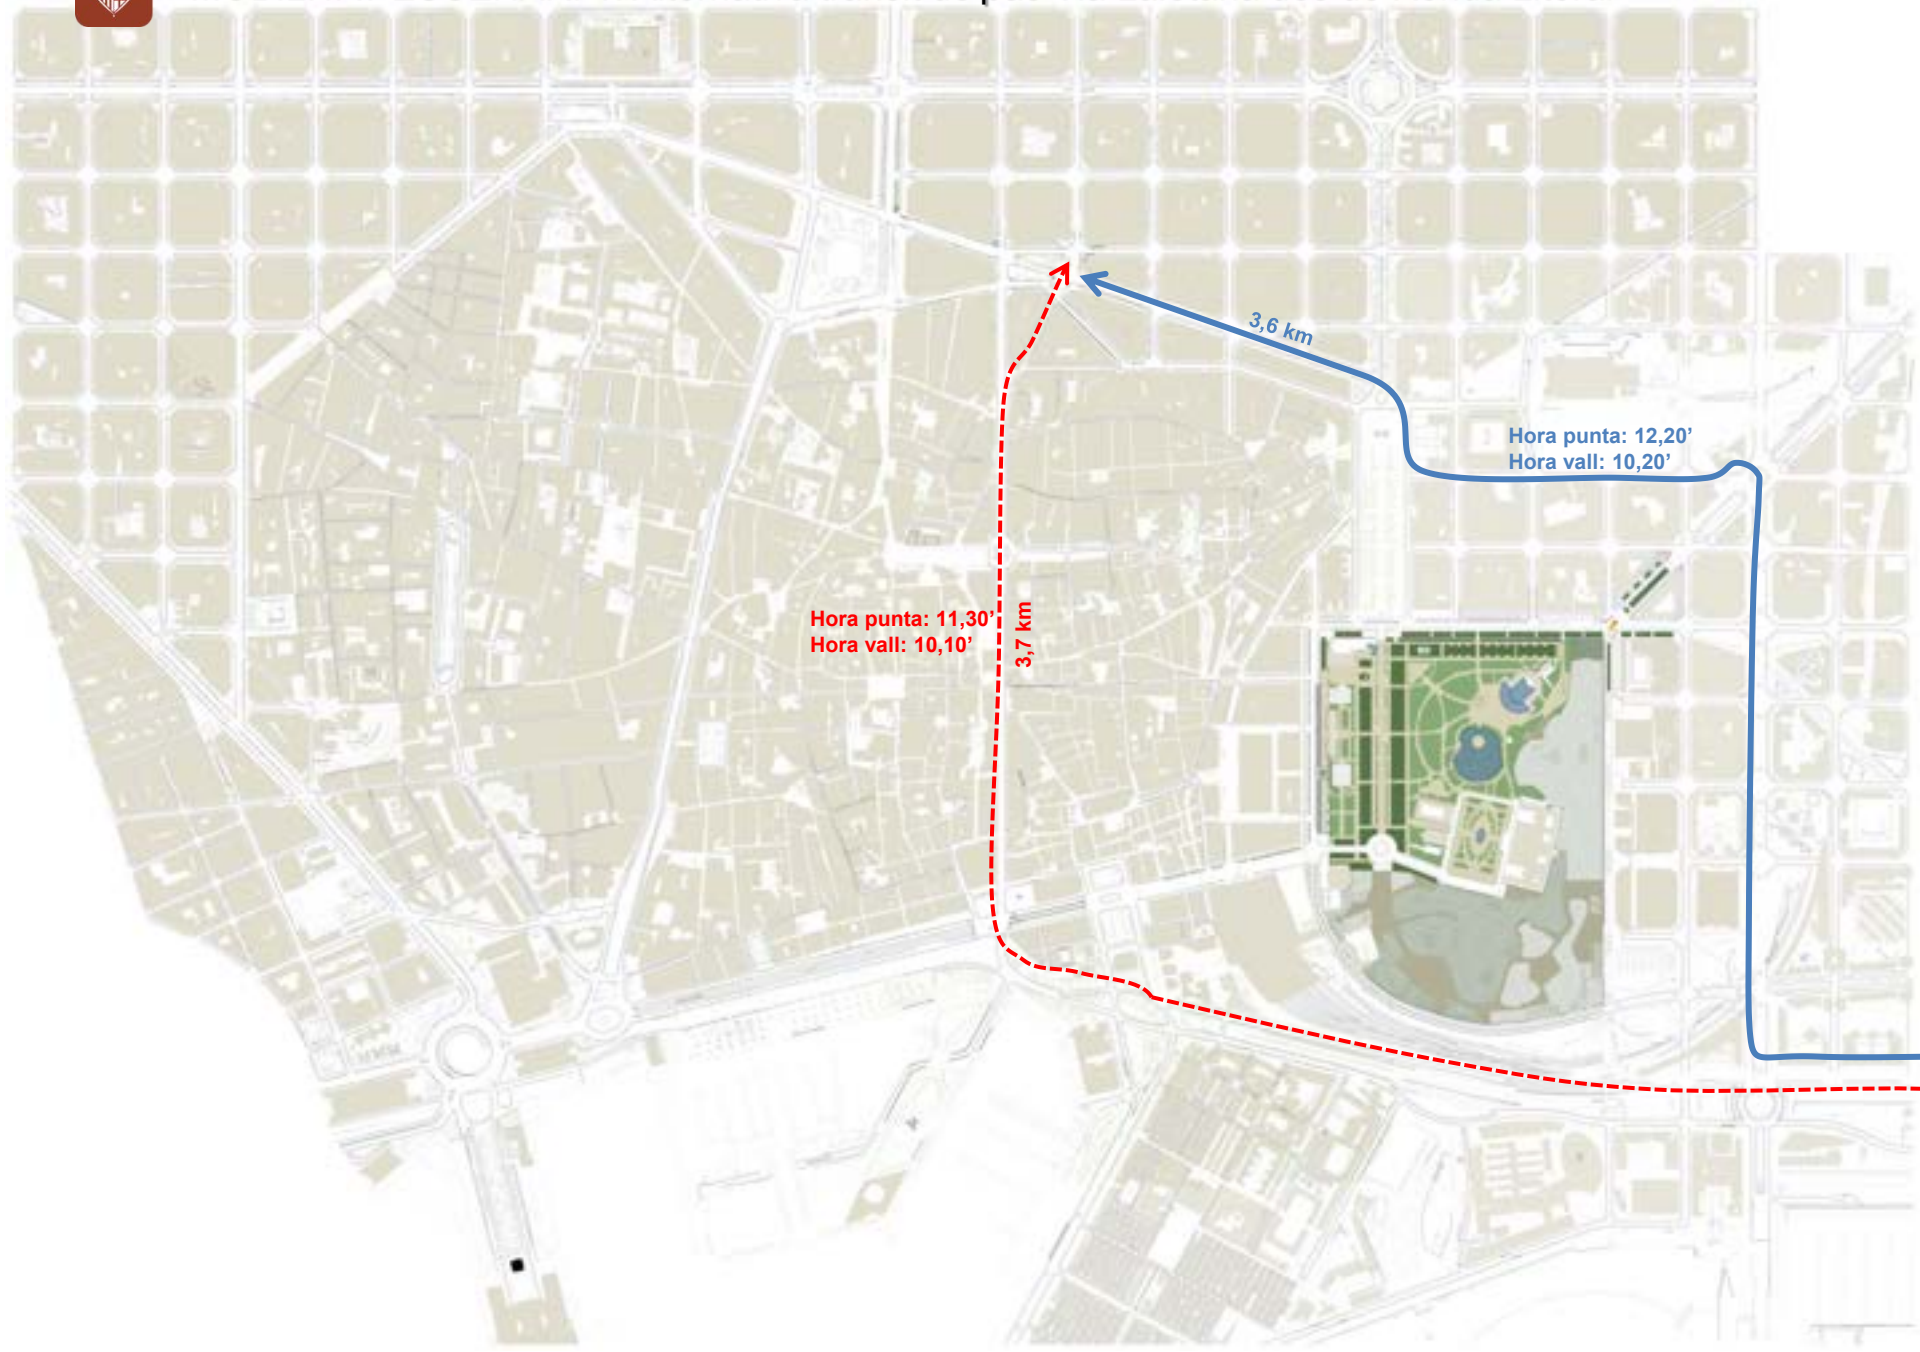 3,6 km
Hora punta: 12,20’
Hora vall: 10,20’
Hora punta: 11,30’
Hora vall: 10,10’
3,7 km